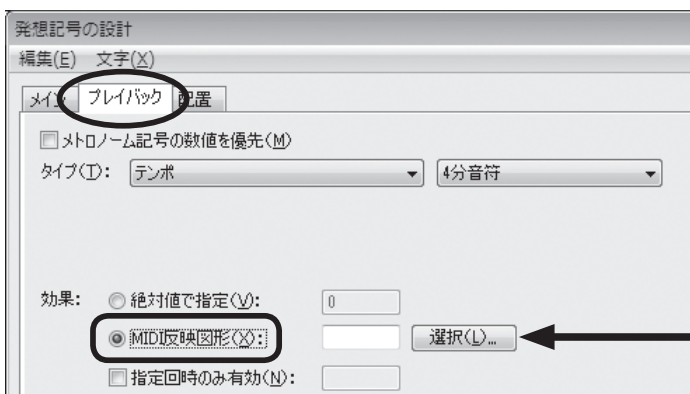 発想記号の設計
編集(E) 文字(X)
メイン プレイバック 配置
メトロノーム記号の数値を優先(M)
タイプ(T): テンポ 4分音符
効果: 絶対値で指定(V): 0
MIDI反映図形(X): 選択(L)...
指定回時のみ有効(N):